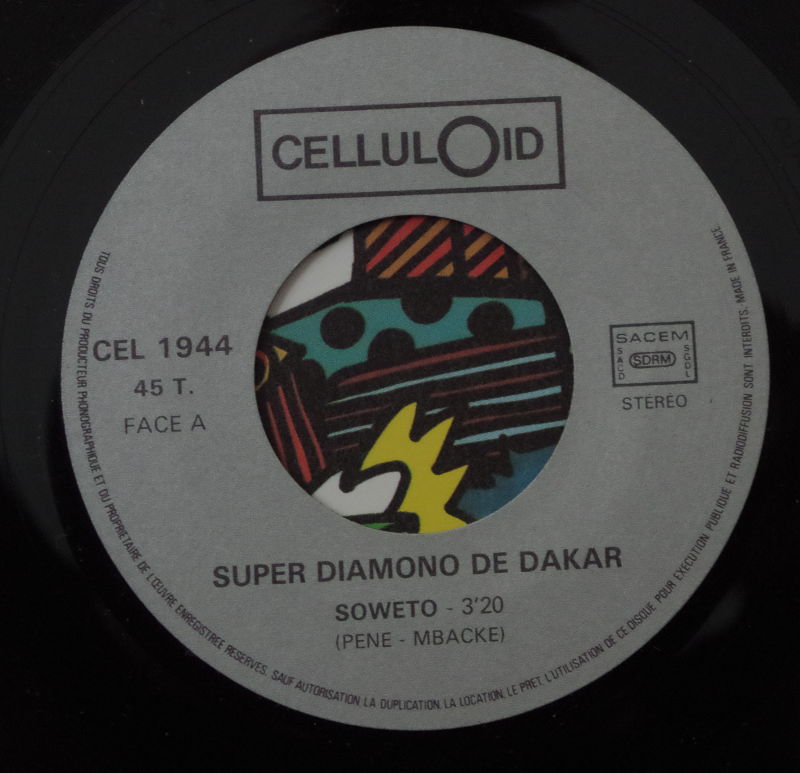 CELLULOID
CEL 1944
45 T.
FACE A
SACEM
SACD
SDRM
SGDL
STEREO
SUPER DIAMONO DE DAKAR
SOWETO - 3'20
(PENE - MBACKE)
TOUS DROITS DU PRODUCTEUR PHONOGRAPHIQUE ET DU PROPRIETAIRE DE L'ŒUVRE ENREGISTREE RESERVES. SAUF AUTORISATION LA DUPLICATION, LA LOCATION, LE PRET, L'UTILISATION DE CE DISQUE POUR EXECUTION PUBLIQUE ET RADIODIFFUSION SONT INTERDITS. MADE IN FRANCE.